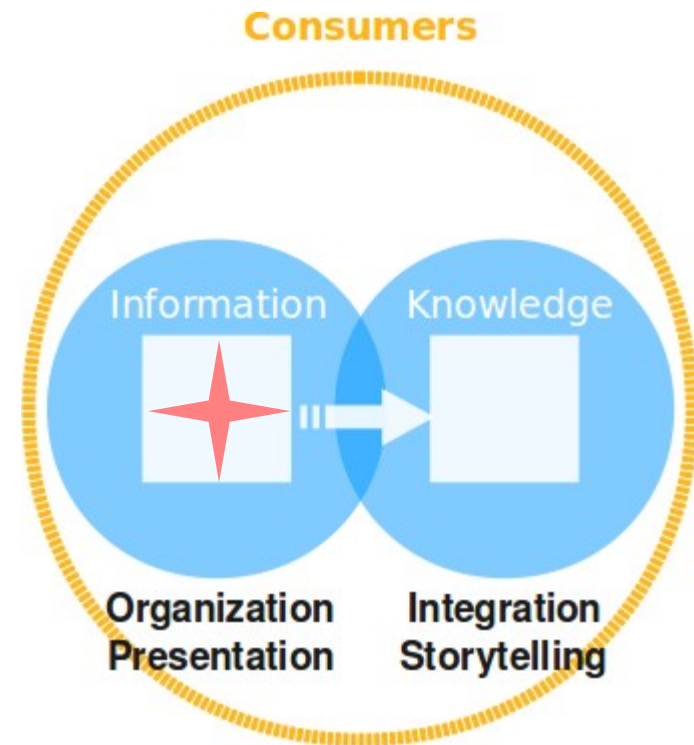 Consumers
Information
Knowledge
Organization
Presentation
Integration
Storytelling